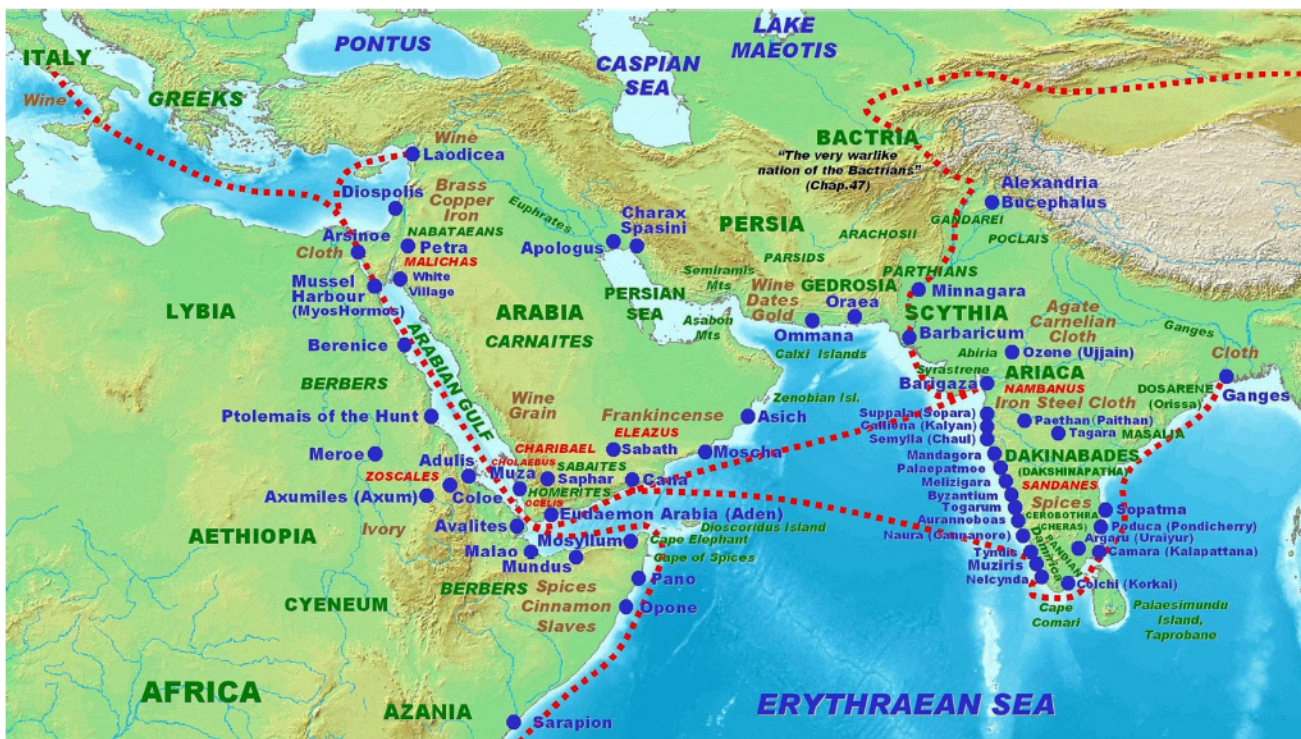 ITALY
Wine
GREEKS
PONTUS
LAKE
MAEOTIS
CASPIAN
SEA
BACTRIA
“The very warlike
nation of the Bactrians”
(Chap.47)
Wine
Laodicea
Diospolis
Brass
Copper
Iron
NABATAEANS
Arsinoe
Cloth
Petra
MALICHAS
White
Village
Mussel
Harbour
(MyosHormos)
Euphrates
Charax
Spasini
Apologus
PERSIA
PARSIDS
ARACHOSII
Alexandria
Bucephalus
GANDAREI
POCLAIS
PARTHIANS
Minnagara
Semiramis
Mts
Wine
Dates
Gold
GEDROSIA
Oraea
SCYTHIA
Barbaricum
Agate
Carnelian
Cloth
Ganges
LYBIA
ARABIA
CARNAITES
PERSIAN
SEA
Asabon
Mts
Ommana
Calxi Islands
Abiria
Ozene (Ujjain)
Cloth
Syrastrene
ARIACA
Barigaza
NAMBANUS
DOSARENE
(Orissa)
Ganges
Berenice
ARABIAN GULF
BERBERS
Ptolemais of the Hunt
Wine
Grain
Frankincense
ELEAZUS
Zenobian Isl.
Asich
Iron Steel Cloth
Suppala (Sopara)
Calliena (Kalyan)
Semylla (Chaul)
Paethan (Paithan)
Tagara
MASALIA
Meroe
CHARIBAEL
Sabath
Moscha
Mandagora
DAKINABADES
(DAKSHINAPATHA)
Adulis
ZOSCALES
CHOLAEBUS
Muza
SABAITES
Saphar
Cana
Palaepatmoe
Melizigara
SANDANES
Axumiles (Axum)
Coloe
HOMERITES
OCELIS
Byzantium
Togarum
Spices
Sopatma
Ivory
Eudaemon Arabia (Aden)
Aurannoboas
CEROBOTHRA
(CHERAS)
Poduca (Pondicherry)
AETHIOPIA
Avalites
Dioscoridus Island
Naura (Cannanore)
PANDIAN
Argaru (Uraiyur)
Camara (Kalapattana)
Mosyllum
Cape Elephant
Malao
Mundus
Cape of Spices
Tyndis
Muziris
Nelcynda
Damirica
Colchi (Korkai)
Pano
BERBERS
Spices
Cinnamon
Slaves
Opone
CYENEUM
Cape
Comari
Palaesimundu
Island,
Taprobane
AFRICA
AZANIA
Sarapion
ERYTHRAEAN SEA